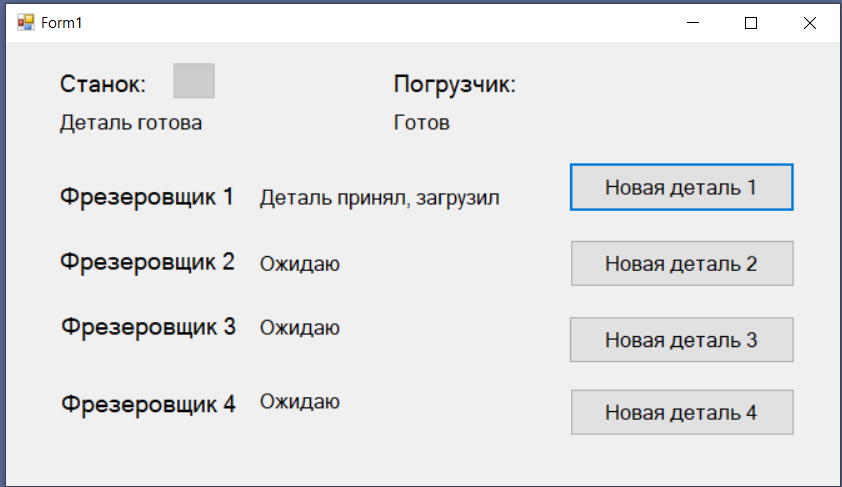 Form1
Станок:
Погрузчик:
Деталь готова
Готов
Фрезеровщик 1
Деталь принял, загрузил
Новая деталь 1
Фрезеровщик 2
Ожидаю
Новая деталь 2
Фрезеровщик 3
Ожидаю
Новая деталь 3
Фрезеровщик 4
Ожидаю
Новая деталь 4